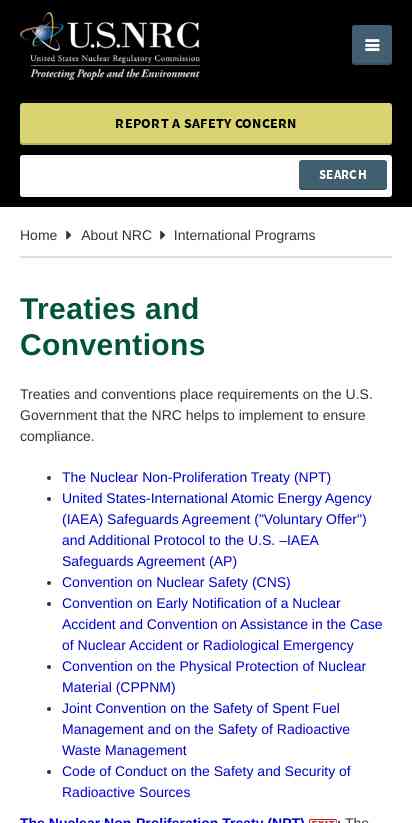 U.S.NRC
United States Nuclear Regulatory Commission
Protecting People and the Environment
REPORT A SAFETY CONCERN
SEARCH
Home About NRC International Programs
Treaties and
Conventions
Treaties and conventions place requirements on the U.S.
Government that the NRC helps to implement to ensure
compliance.
• The Nuclear Non-Proliferation Treaty (NPT)
• United States-International Atomic Energy Agency
(IAEA) Safeguards Agreement ("Voluntary Offer")
and Additional Protocol to the U.S. –IAEA
Safeguards Agreement (AP)
• Convention on Nuclear Safety (CNS)
• Convention on Early Notification of a Nuclear
Accident and Convention on Assistance in the Case
of Nuclear Accident or Radiological Emergency
• Convention on the Physical Protection of Nuclear
Material (CPPNM)
• Joint Convention on the Safety of Spent Fuel
Management and on the Safety of Radioactive
Waste Management
• Code of Conduct on the Safety and Security of
Radioactive Sources
The Nuclear Non-Proliferation Treaty (NPT) EXIT: The